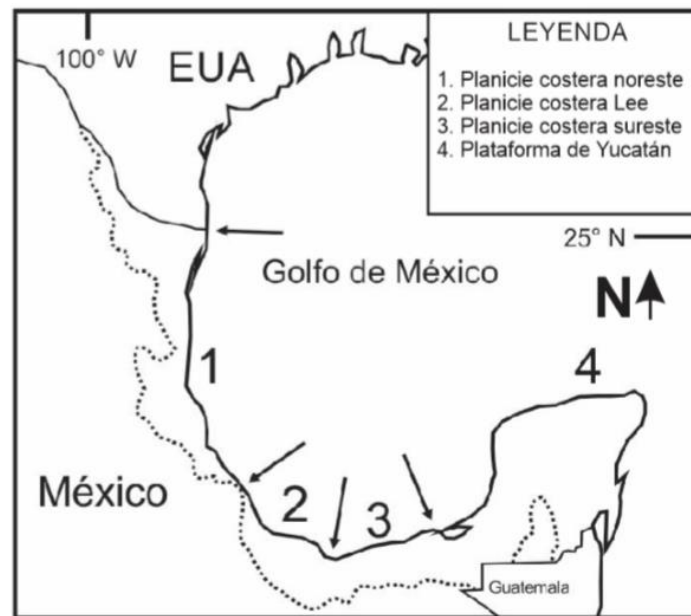 100° W
EUA
LEYENDA
1. Planicie costera noreste
2. Planicie costera Lee
3. Planicie costera sureste
4. Plataforma de Yucatán
25° N
Golfo de México
N
1
4
México
2
3
Guatemala